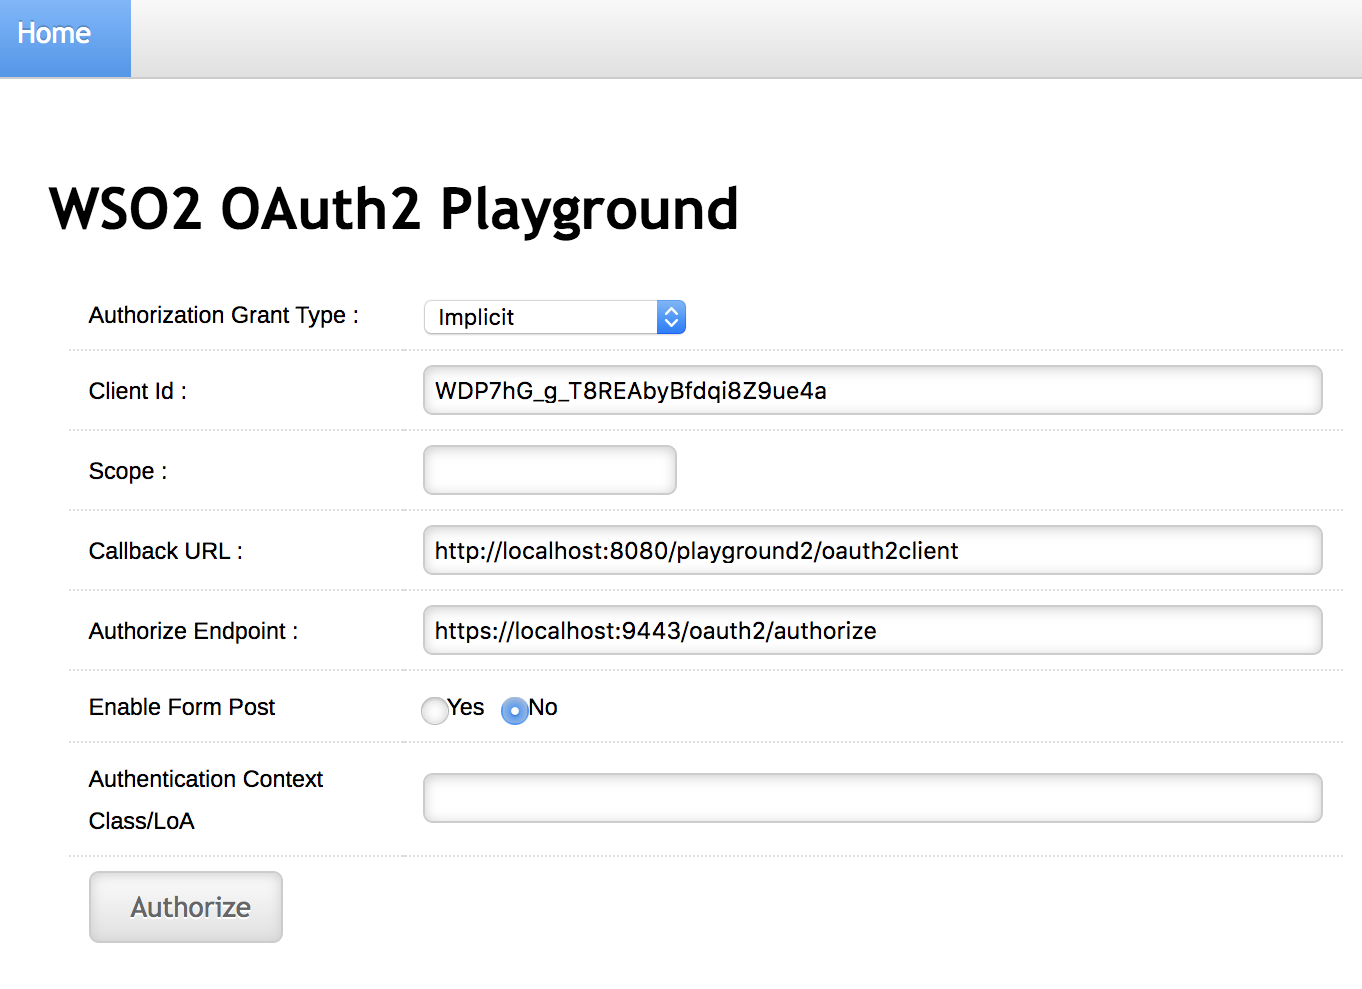 Home
WSO2 OAuth2 Playground
Authorization Grant Type : Implicit
Client Id : WDP7hG_g_T8REAbyBfdqi8Z9ue4a
Scope :
Callback URL : http://localhost:8080/playground2/oauth2client
Authorize Endpoint : https://localhost:9443/oauth2/authorize
Enable Form Post Yes No
Authentication Context
Class/LoA
Authorize